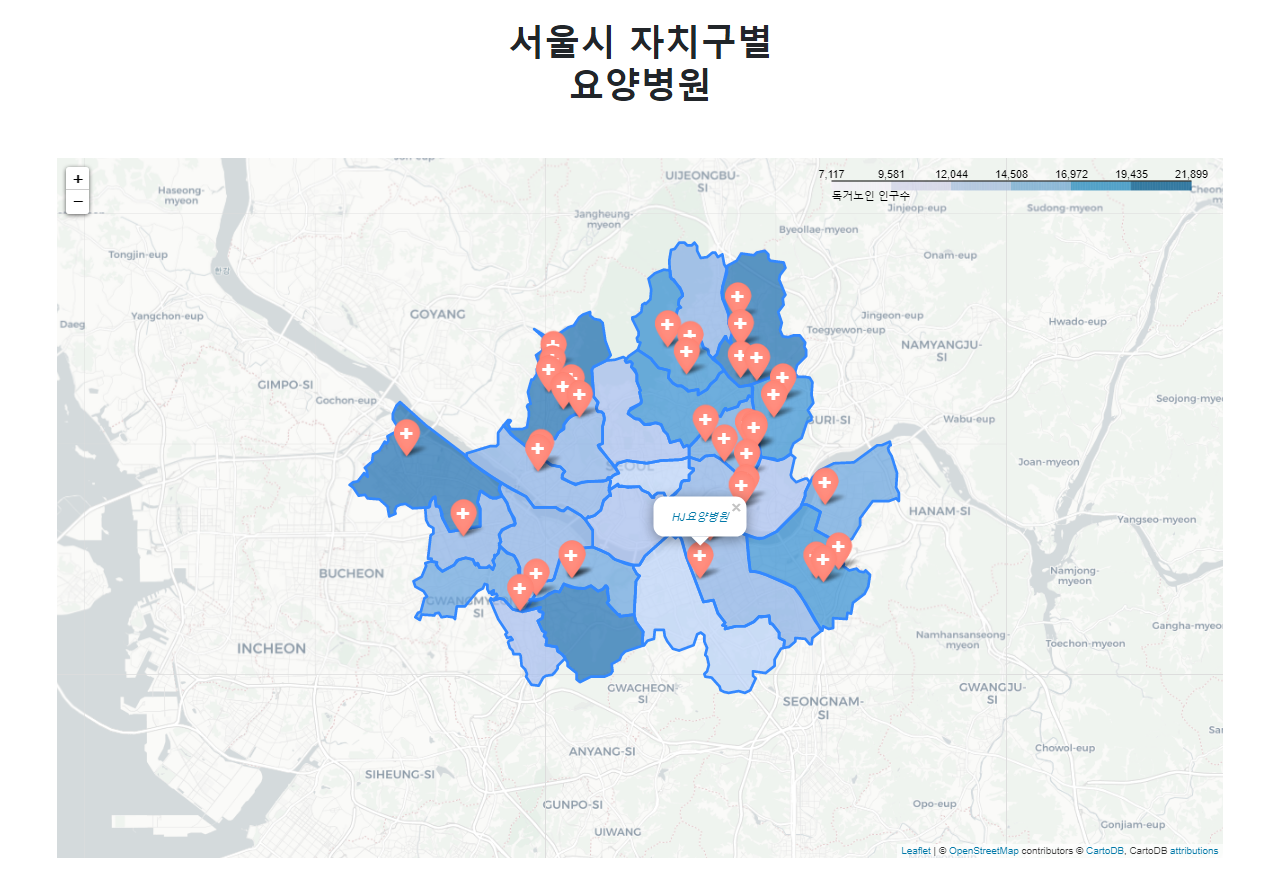 서울시 자치구별
요양병원
+
−
7,117 9,581 12,044 14,508 16,972 19,435 21,899
독거노인 인구수
UIJEONGBU-
SI
Haseong-
myeon
Jangheung-
myeon
Jinjeop-eup
Sudong-myeon
Byeollae-myeon
Tongjin-eup
Onam-eup
한강
Yangchon-eup
GOYANG
Jingeon-eup
Togyewon-eup
Hwado-eup
Daeg
NAMYANGJU-
SI
GIMPO-SI
Gochon-eup
Seojong-mye
GURI-SI
Wabu-eup
SEOUL
Joan-myeon
HANAM-SI
Yangseo-myeon
HJ요양병원
×
BUCHEON
Namjong-
myeon
GWANGMYE
SI
Gangha-myeo
INCHEON
Namhansanseong-
myeon
Toechon-myeon
GWACHEON-
SI
SEONGNAM-
SI
GWANGJU-
SI
ANYANG-SI
Chowol-eup
SIHEUNG-SI
GUNPO-SI
Opo-eup
UIWANG
Gonjiam-eup
Leaflet | © OpenStreetMap contributors © CartoDB, CartoDB attributions